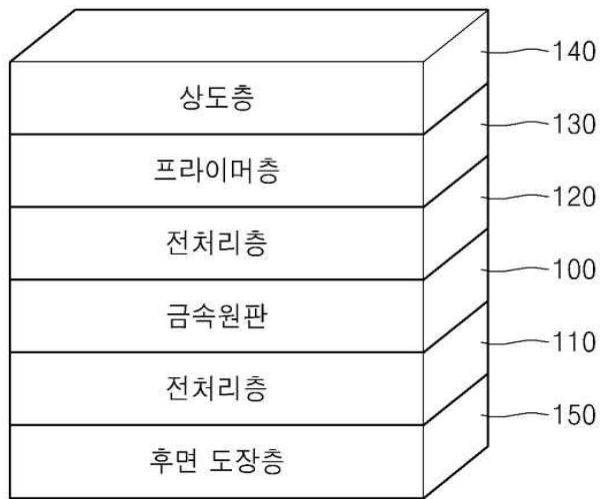 상도층 140
프라이머층 130
전처리층 120
금속원판 100
전처리층 110
후면 도장층 150